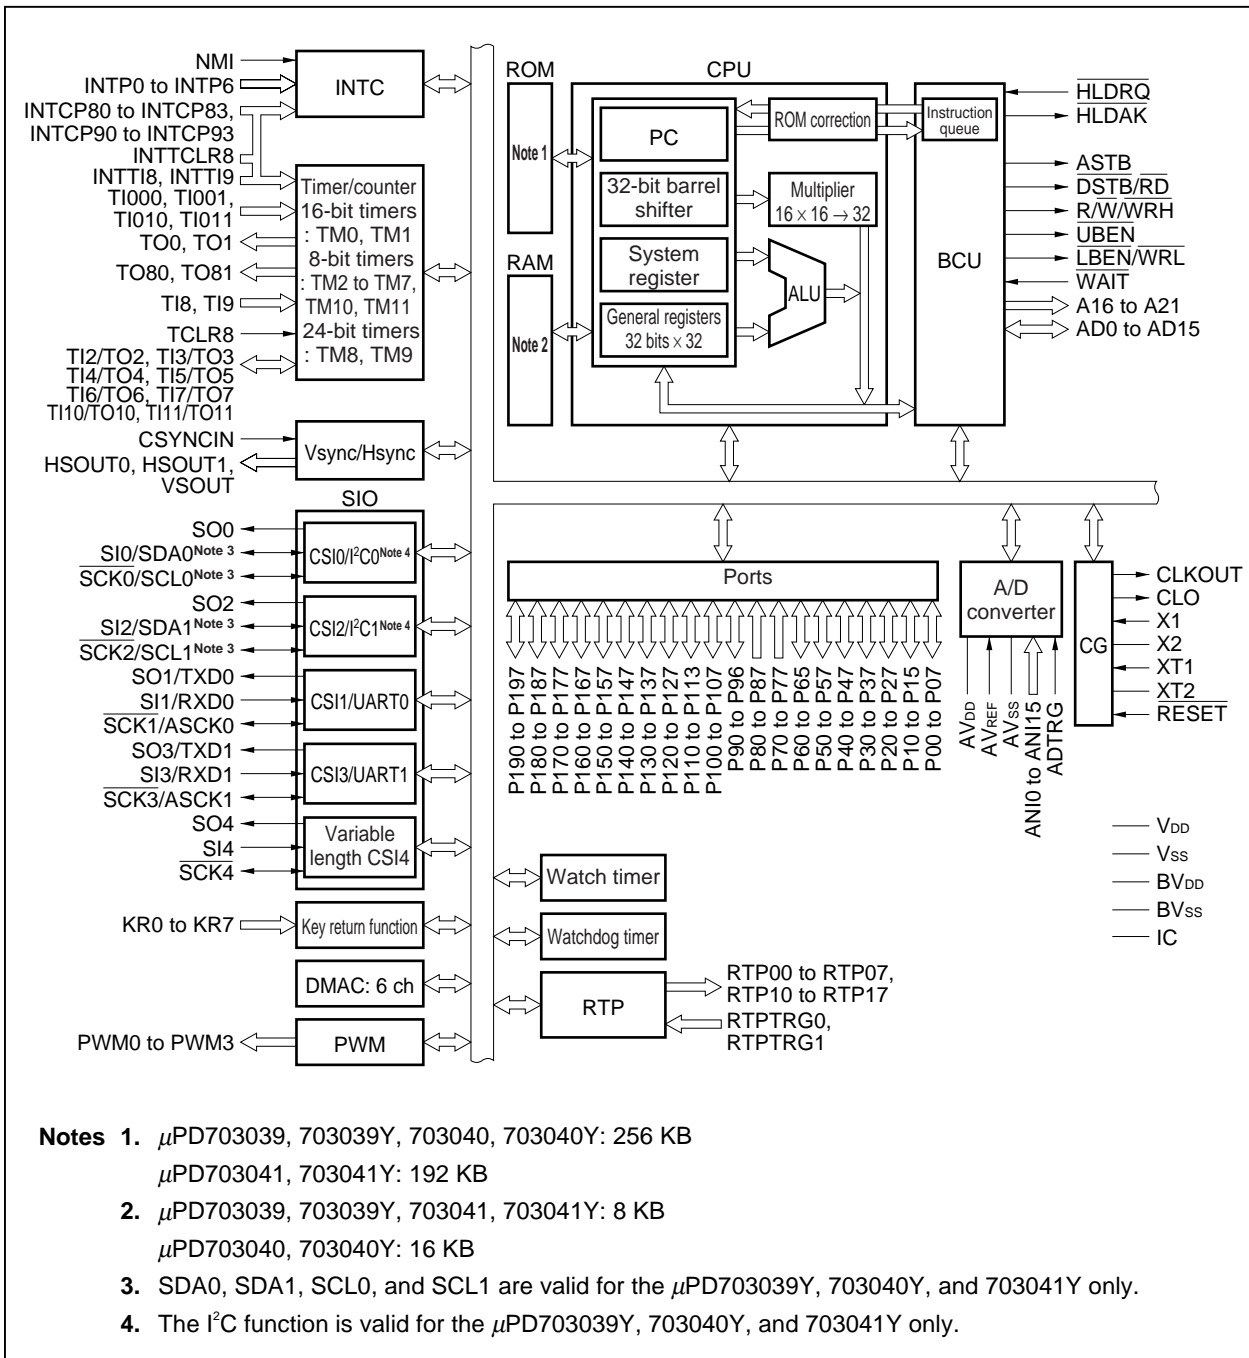 NMI
INTP0 to INTP6
INTCP80 to INTCP83,
INTCP90 to INTCP93
INTTCLR8
INTTI8, INTTI9
TI000, TI001,
TI010, TI011
TO0, TO1
TO80, TO81
TI8, TI9
TCLR8
TI2/TO2, TI3/TO3
TI4/TO4, TI5/TO5
TI6/TO6, TI7/TO7
TI10/TO10, TI11/TO11
CSYNCIN
HSOUT0, HSOUT1,
VSOUT
INTC
Timer/counter
16-bit timers
: TM0, TM1
8-bit timers
: TM2 to TM7,
TM10, TM11
24-bit timers
: TM8, TM9
Vsync/Hsync
SIO
SO0
SI0/SDA0Note 3
SCK0/SCL0Note 3
CSI0/I²C0Note 4
SO2
SI2/SDA1Note 3
SCK2/SCL1Note 3
CSI2/I²C1Note 4
SO1/TXD0
SI1/RXD0
SCK1/ASCK0
CSI1/UART0
SO3/TXD1
SI3/RXD1
SCK3/ASCK1
CSI3/UART1
SO4
SI4
SCK4
Variable
length CSI4
KR0 to KR7
Key return function
DMAC: 6 ch
PWM0 to PWM3
PWM
ROM
Note 1
RAM
Note 2
CPU
PC
32-bit barrel
shifter
System
register
General registers
32 bits × 32
ROM correction
Multiplier
16 × 16 → 32
ALU
Instruction
queue
BCU
HLDRQ
HLDAK
ASTB
DSTB/RD
R/W/WRH
UBEN
LBEN/WRL
WAIT
A16 to A21
AD0 to AD15
Ports
P190 to P197
P180 to P187
P170 to P177
P160 to P167
P150 to P157
P140 to P147
P130 to P137
P120 to P127
P110 to P113
P100 to P107
P90 to P96
P80 to P87
P70 to P77
P60 to P65
P50 to P57
P40 to P47
P30 to P37
P20 to P27
P10 to P15
P00 to P07
A/D
converter
AVDD
AVREF
AVSS
ANI0 to ANI15
ADTRG
CG
CLKOUT
CLO
X1
X2
XT1
XT2
RESET
VDD
VSS
BVDD
BVSS
IC
Watch timer
Watchdog timer
RTP
RTP00 to RTP07,
RTP10 to RTP17
RTPTRG0,
RTPTRG1
Notes 1. µPD703039, 703039Y, 703040, 703040Y: 256 KB
µPD703041, 703041Y: 192 KB
2. µPD703039, 703039Y, 703041, 703041Y: 8 KB
µPD703040, 703040Y: 16 KB
3. SDA0, SDA1, SCL0, and SCL1 are valid for the µPD703039Y, 703040Y, and 703041Y only.
4. The I²C function is valid for the µPD703039Y, 703040Y, and 703041Y only.